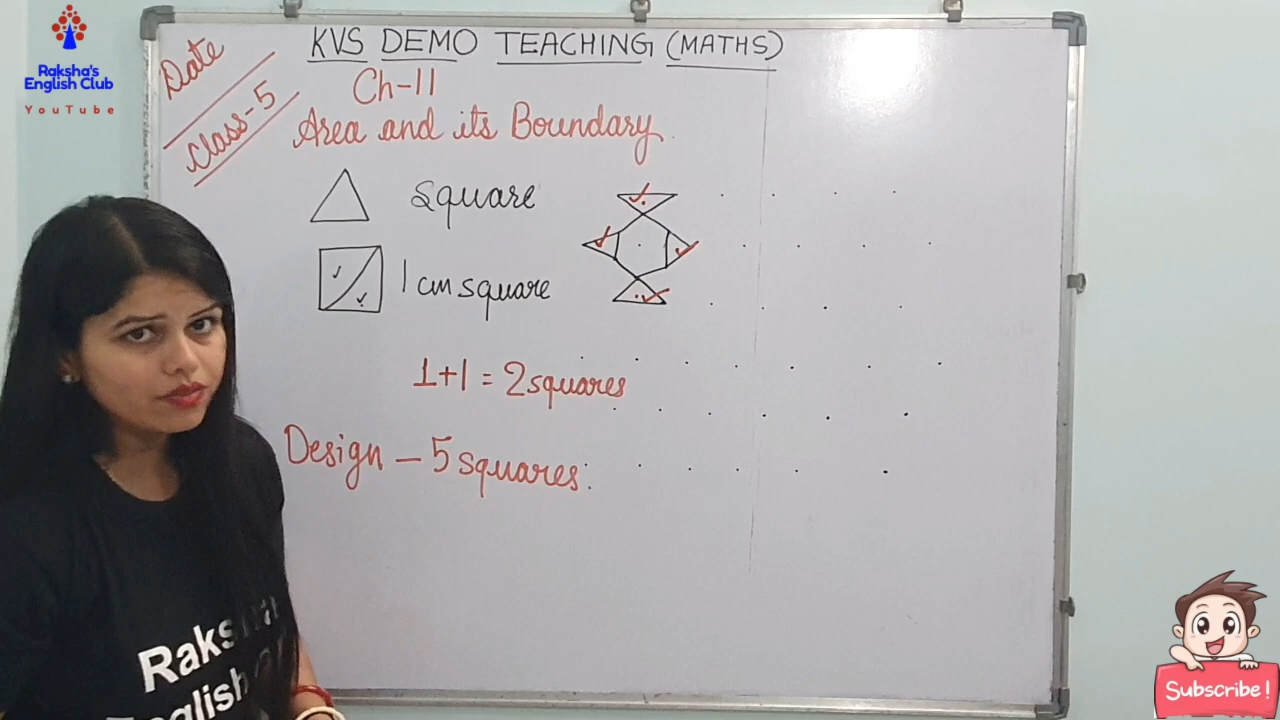 Raksha's
English Club
YouTube
KVS DEMO TEACHING (MATHS)
Date
Class-5
Ch-11
Area and its Boundary
Square
1 cm square
1+1 = 2 squares
Design - 5 squares:
Raksha's
English
Subscribe!